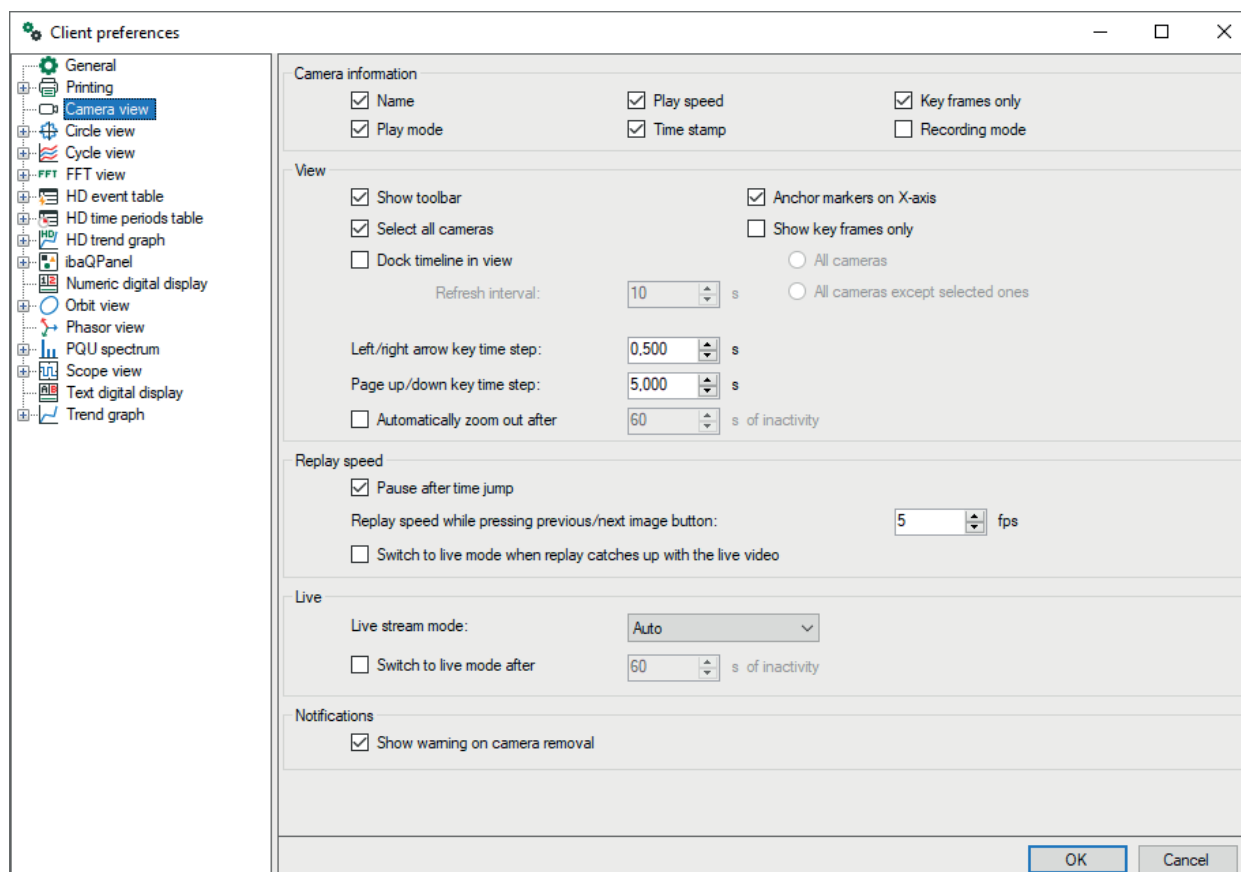 Client preferences
General
Printing
Camera view
Circle view
Cycle view
FFT FFT view
HD event table
HD time periods table
HD HD trend graph
ibaQPanel
12 Numeric digital display
Orbit view
Phasor view
PQU spectrum
Scope view
AB Text digital display
Trend graph
Camera information
Name Play speed Key frames only
Play mode Time stamp Recording mode
View
Show toolbar Anchor markers on X-axis
Select all cameras Show key frames only
Dock timeline in view All cameras
Refresh interval: 10 s All cameras except selected ones
Left/right arrow key time step: 0,500 s
Page up/down key time step: 5,000 s
Automatically zoom out after 60 s of inactivity
Replay speed
Pause after time jump
Replay speed while pressing previous/next image button: 5 fps
Switch to live mode when replay catches up with the live video
Live
Live stream mode: Auto
Switch to live mode after 60 s of inactivity
Notifications
Show warning on camera removal
OK Cancel